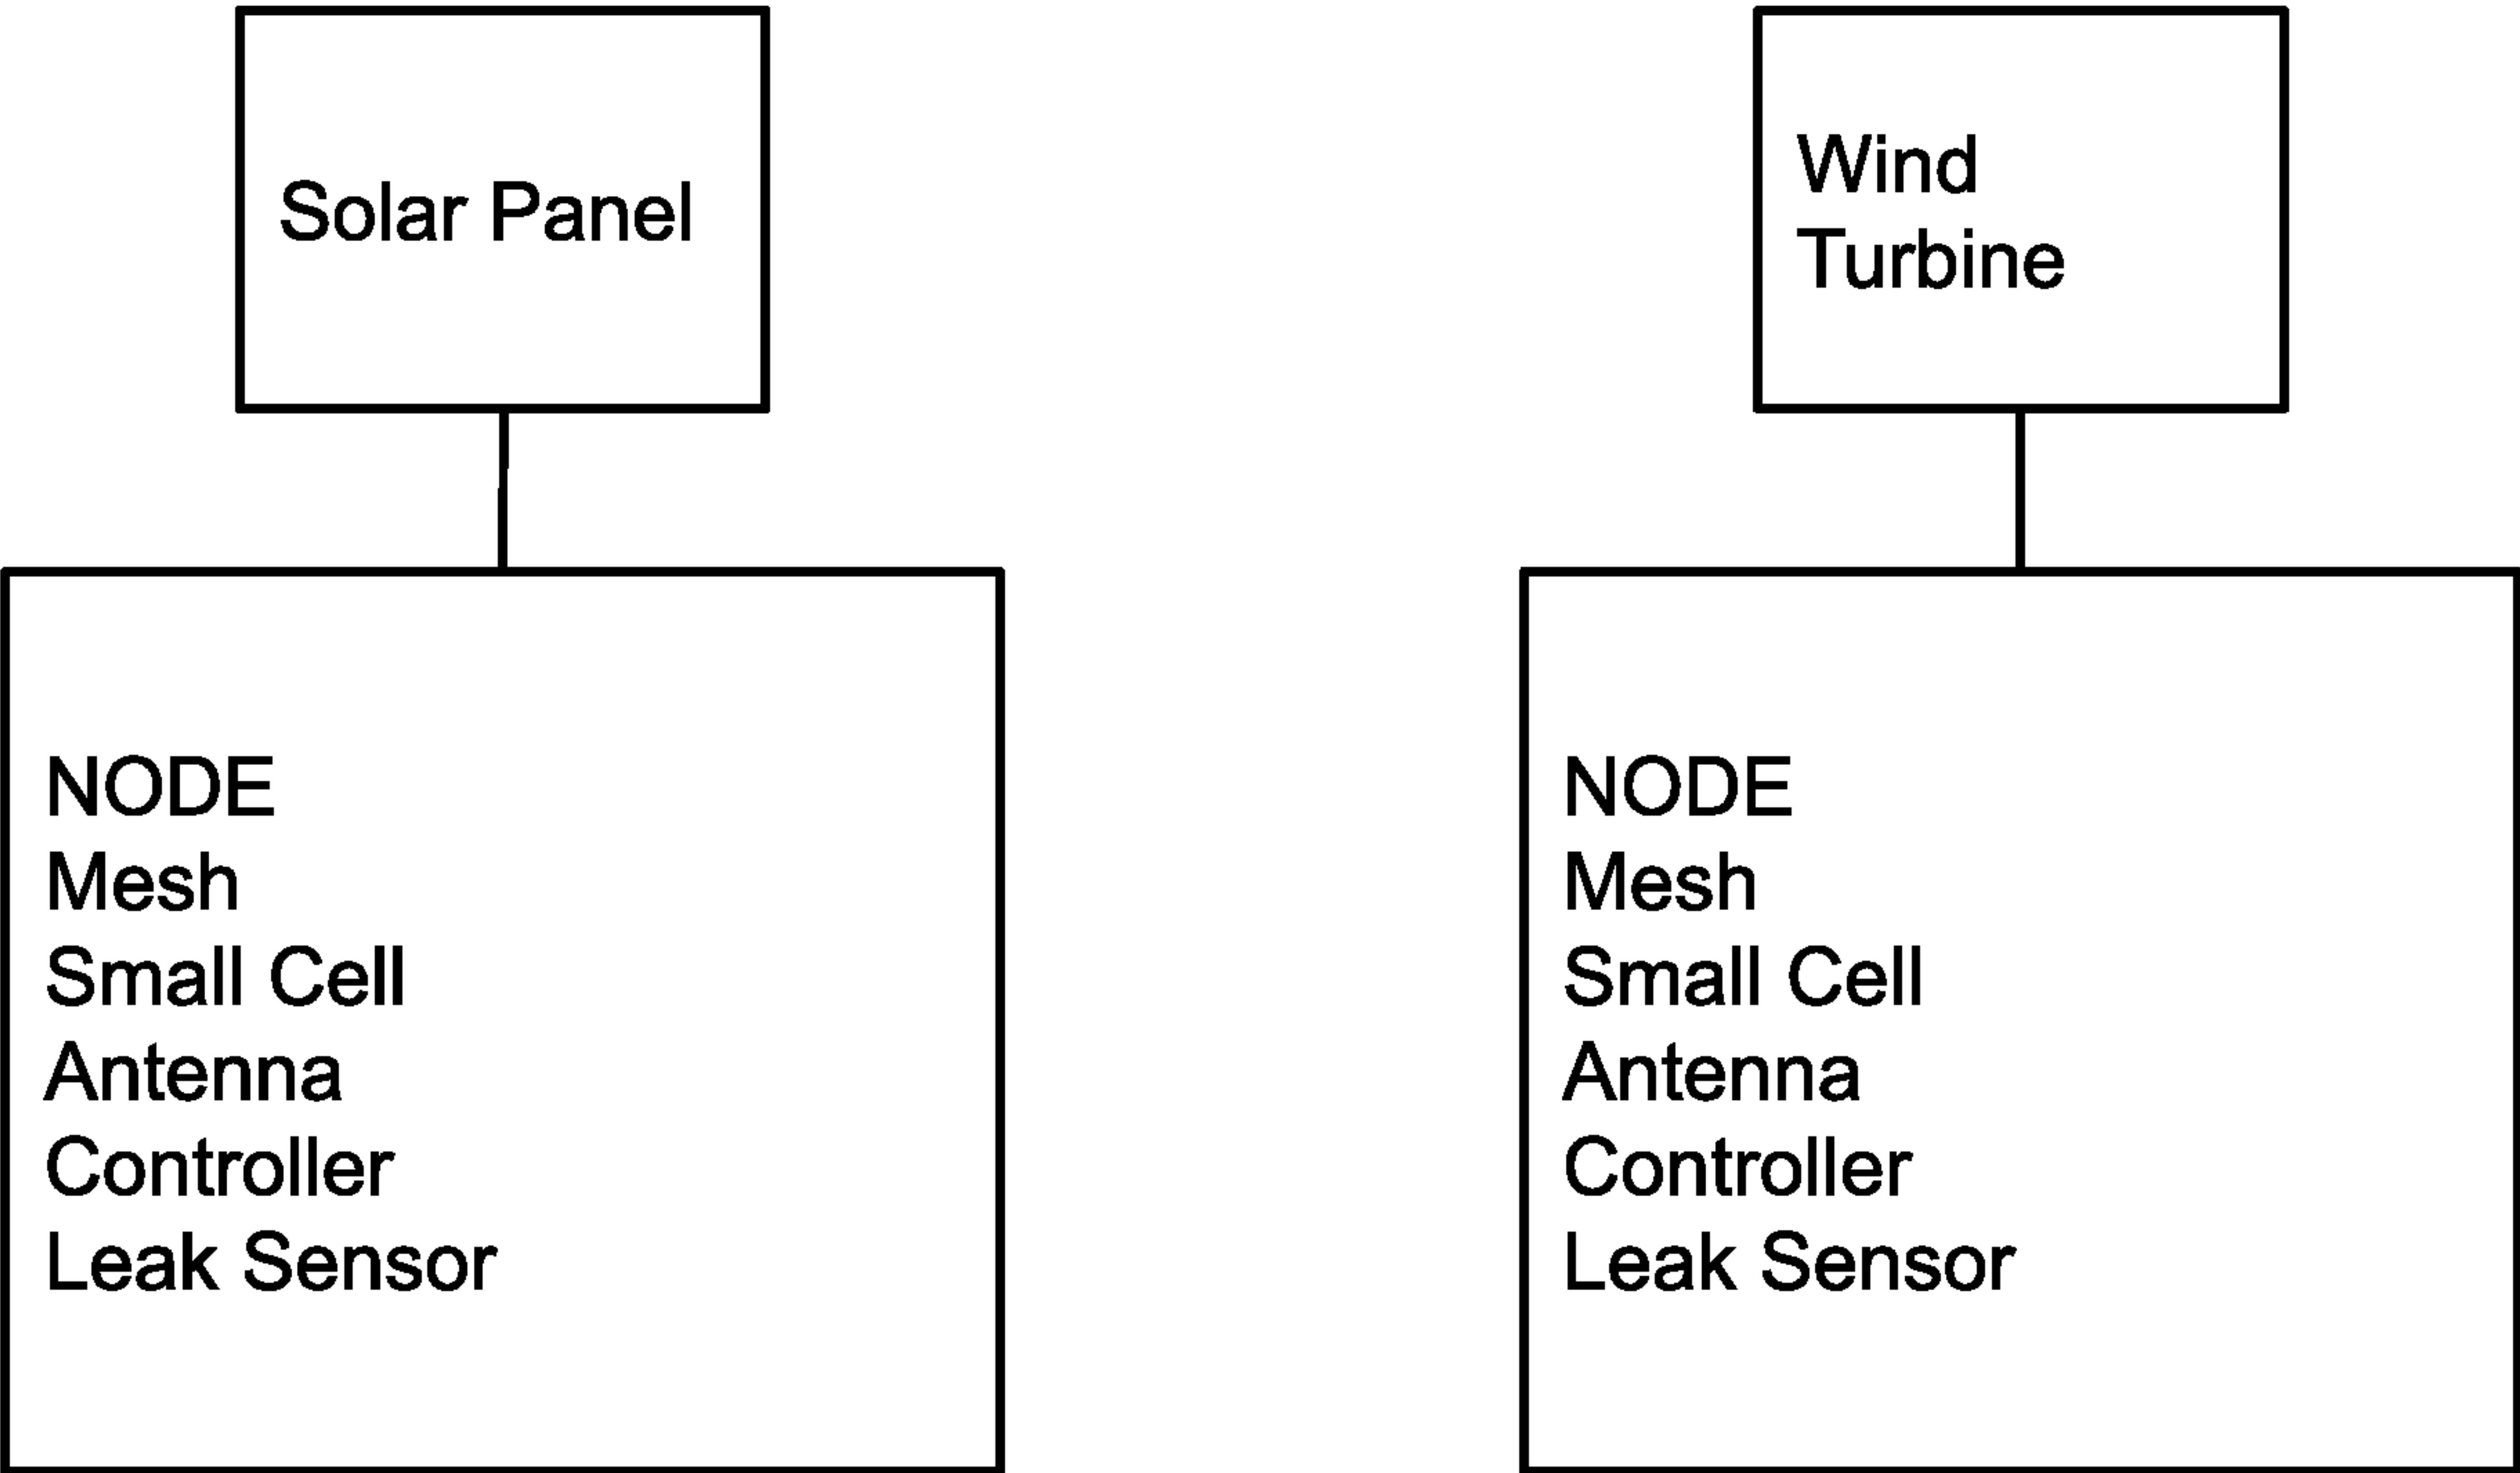 Solar Panel
Wind
Turbine
NODE
Mesh
Small Cell
Antenna
Controller
Leak Sensor
NODE
Mesh
Small Cell
Antenna
Controller
Leak Sensor